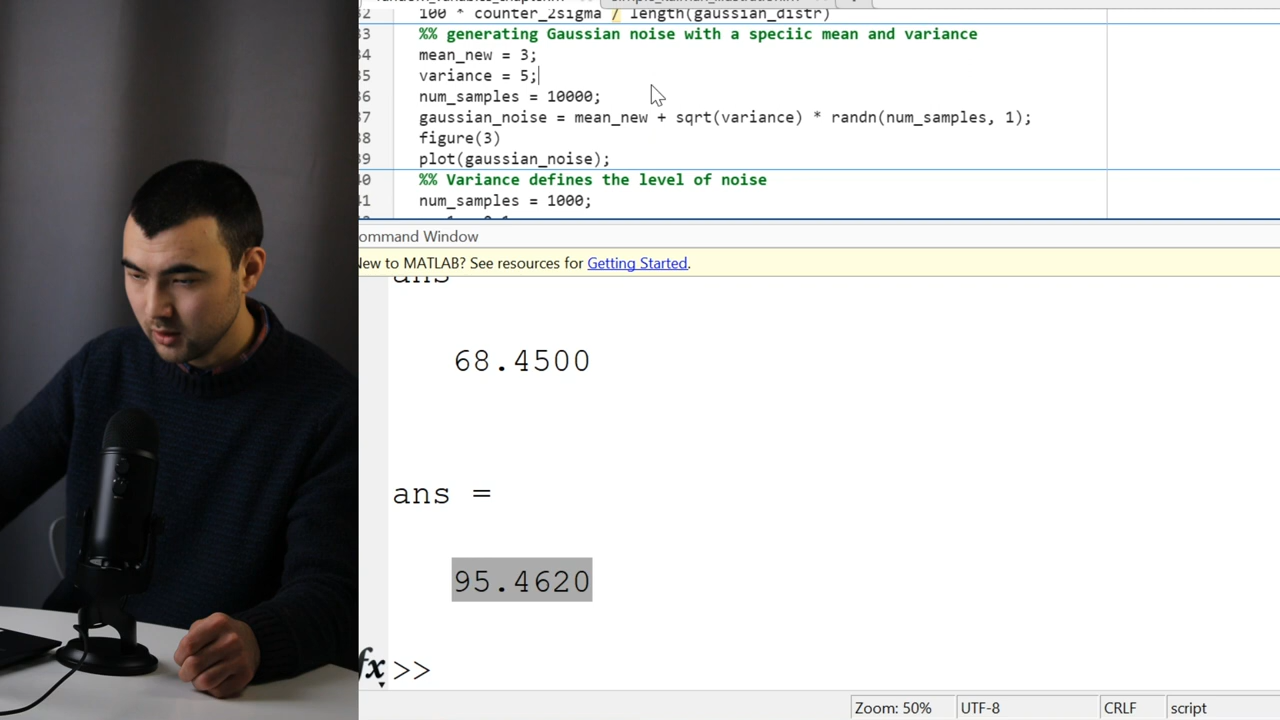 100 * counter_2sigma / length(gaussian_distr)
%% generating Gaussian noise with a speciic mean and variance
mean_new = 3;
variance = 5;
num_samples = 10000;
gaussian_noise = mean_new + sqrt(variance) * randn(num_samples, 1);
figure(3)
plot(gaussian_noise);
%% Variance defines the level of noise
num_samples = 1000;
ommand Window
New to MATLAB? See resources for Getting Started.
ans
68.4500
ans =
95.4620
fx >>
Zoom: 50% UTF-8 CRLF script